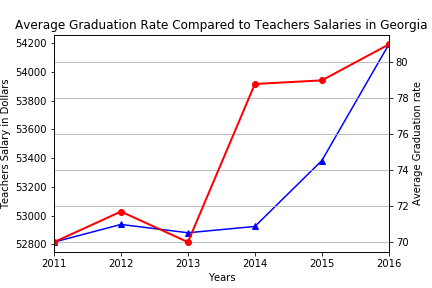 Average Graduation Rate Compared to Teachers Salaries in Georgia
54200
54000
53800
53600
53400
53200
53000
52800
Teachers Salary in Dollars
80
78
76
74
72
70
Average Graduation rate
2011 2012 2013 2014 2015 2016
Years